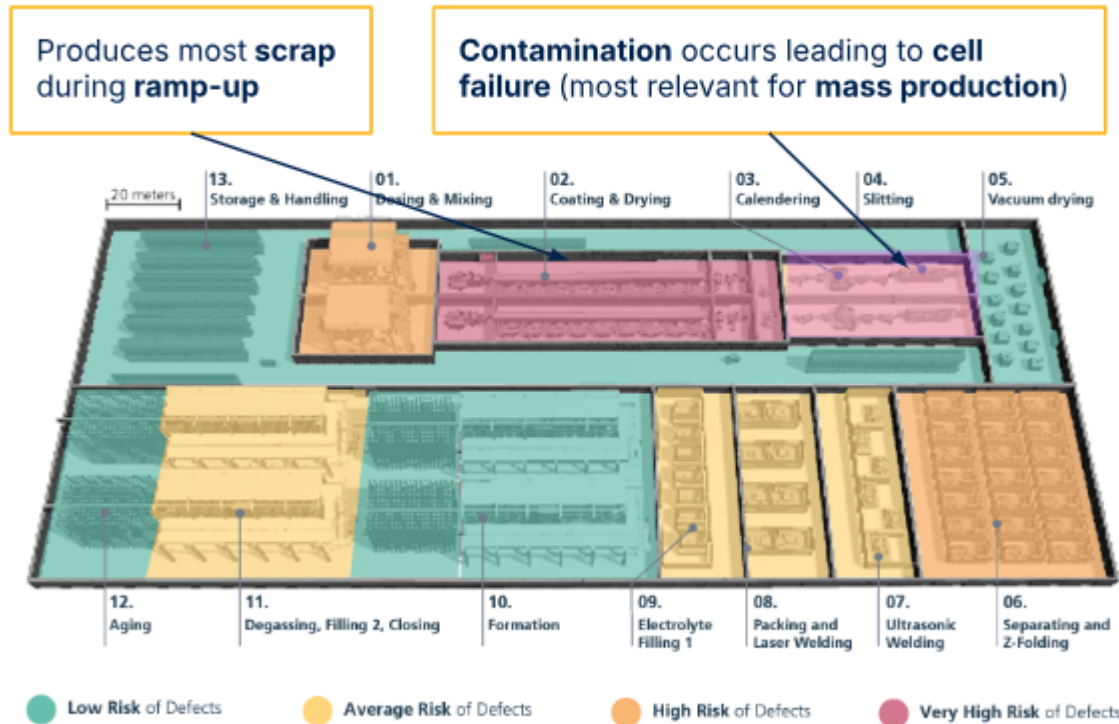 Produces most scrap
during ramp-up
Contamination occurs leading to cell
failure (most relevant for mass production)
20 meters
13.
Storage & Handling
01.
Dosing & Mixing
02.
Coating & Drying
03.
Calendering
04.
Slitting
05.
Vacuum drying
12.
Aging
11.
Degassing, Filling 2, Closing
10.
Formation
09.
Electrolyte
Filling 1
08.
Packing and
Laser Welding
07.
Ultrasonic
Welding
06.
Separating and
Z-Folding
Low Risk of Defects
Average Risk of Defects
High Risk of Defects
Very High Risk of Defects